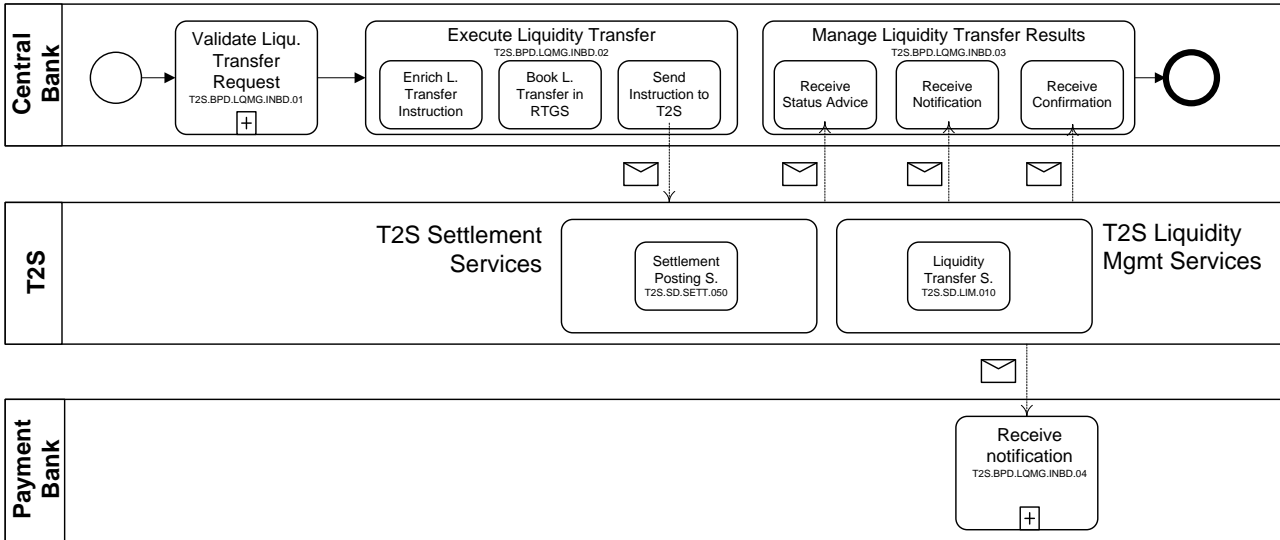 Central
Bank
Validate Liqu.
Transfer
Request
T2S.BPD.LQMG.INBD.01
Execute Liquidity Transfer
T2S.BPD.LQMG.INBD.02
Enrich L.
Transfer
Instruction
Book L.
Transfer in
RTGS
Send
Instruction to
T2S
Manage Liquidity Transfer Results
T2S.BPD.LQMG.INBD.03
Receive
Status Advice
Receive
Notification
Receive
Confirmation
T2S
T2S Settlement
Services
Settlement
Posting S.
T2S.SD.SETT.050
Liquidity
Transfer S.
T2S.SD.LIM.010
T2S Liquidity
Mgmt Services
Payment
Bank
Receive
notification
T2S.BPD.LQMG.INBD.04